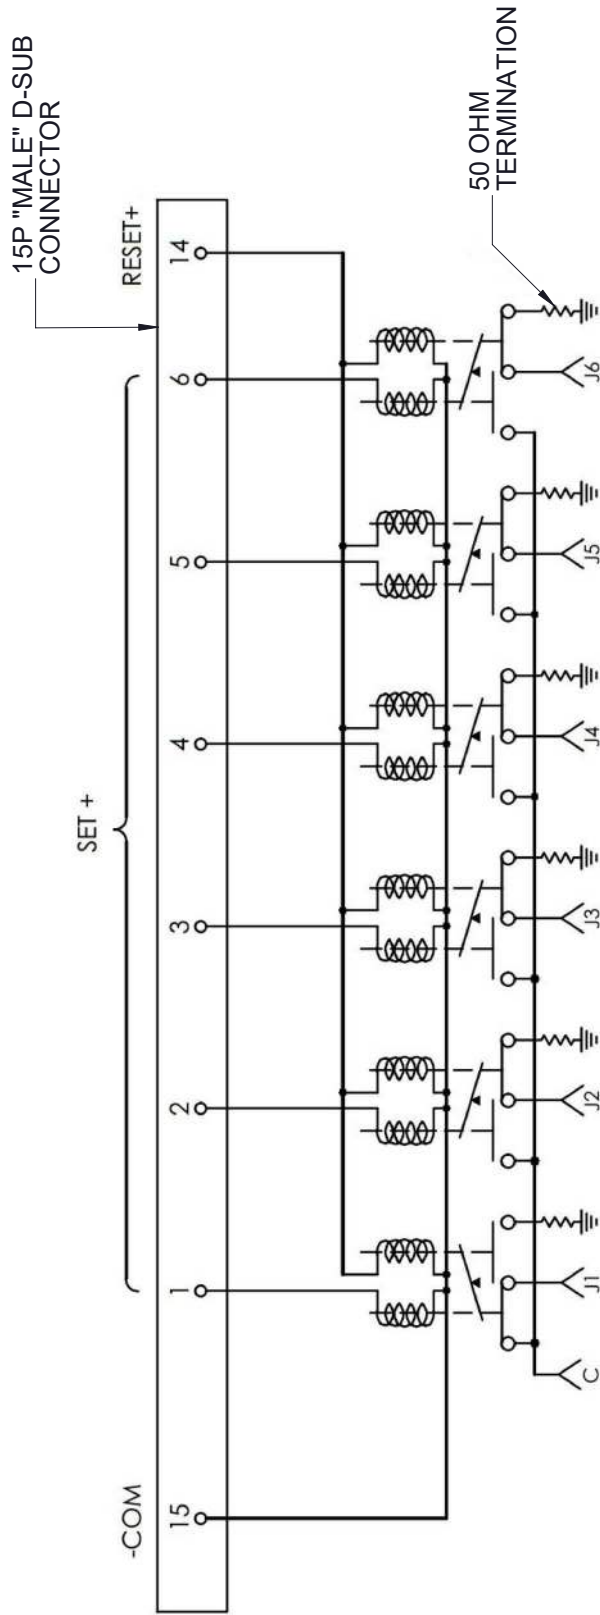 15P "MALE" D-SUB
CONNECTOR
SET +
-COM
RESET+
15
1
2
3
4
5
6
14
50 OHM
TERMINATION
C
J1
J2
J3
J4
J5
J6